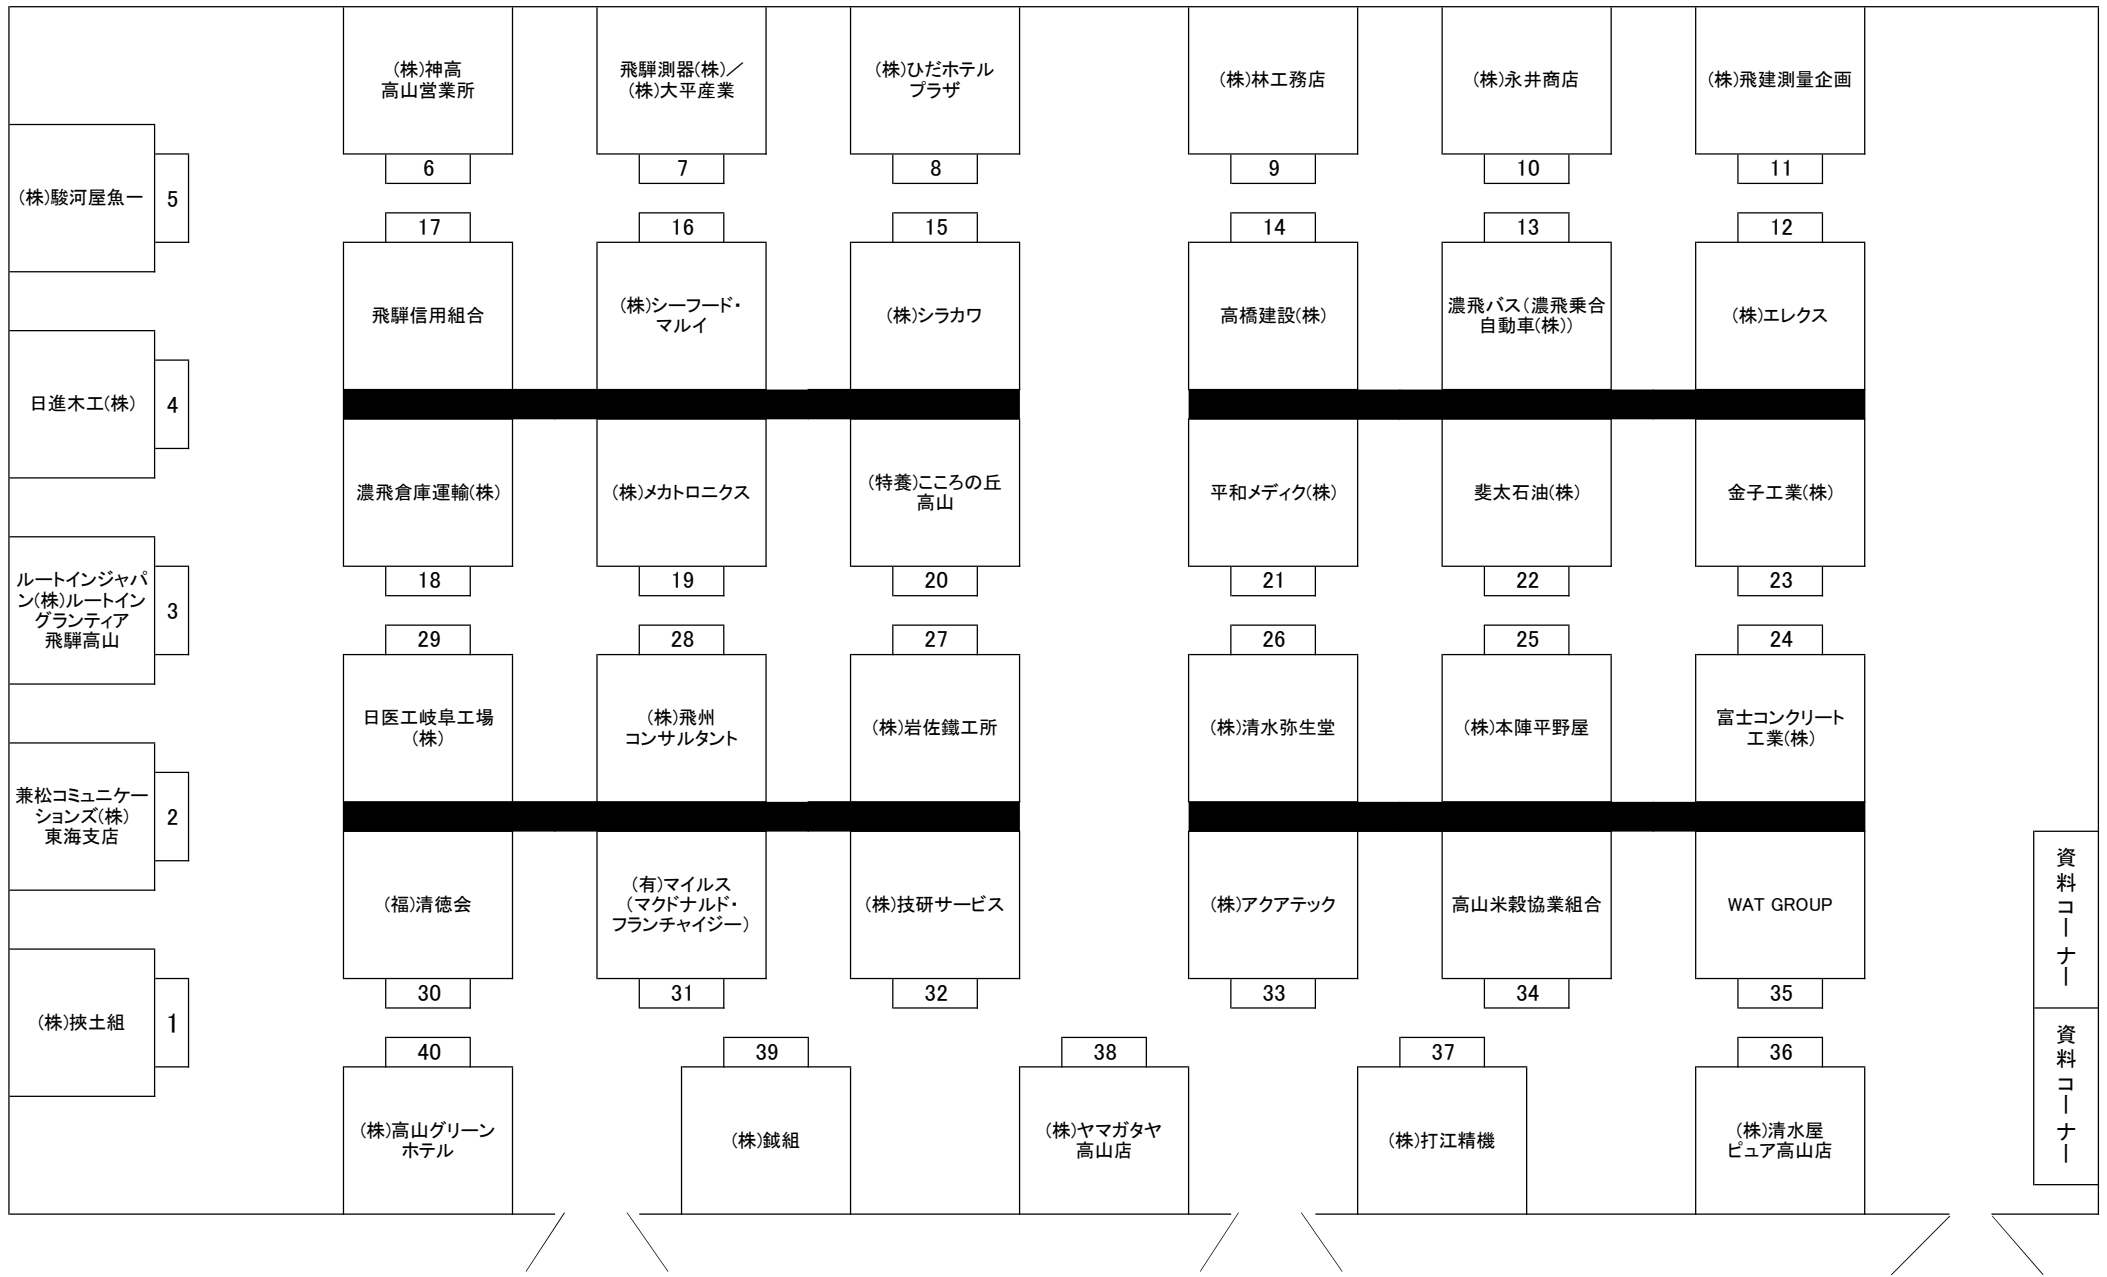 (株)神高
高山営業所
6
飛騨測器(株)／
(株)大平産業
7
(株)ひだホテル
プラザ
8
(株)林工務店
9
(株)永井商店
10
(株)飛建測量企画
11
(株)駿河屋魚一
5
17
飛騨信用組合
16
(株)シーフード・
マルイ
15
(株)シラカワ
14
高橋建設(株)
13
濃飛バス（濃飛乗合
自動車(株)）
12
(株)エレクス
日進木工(株)
4
濃飛倉庫運輸(株)
18
(株)メカトロニクス
19
(特養)こころの丘
高山
20
平和メディク(株)
21
斐太石油(株)
22
金子工業(株)
23
ルートインジャパ
ン(株)ルートイン
グランティア
飛騨高山
3
29
日医工岐阜工場
(株)
28
(株)飛州
コンサルタント
27
(株)岩佐鐵工所
26
(株)清水弥生堂
25
(株)本陣平野屋
24
富士コンクリート
工業(株)
兼松コミュニケー
ションズ(株)
東海支店
2
(福)清徳会
30
(有)マイルス
（マクドナルド・
フランチャイジー）
31
(株)技研サービス
32
(株)アクアテック
33
高山米穀協業組合
34
WAT GROUP
35
資料コーナー
(株)挾土組
1
40
(株)高山グリーン
ホテル
39
(株)鉞組
38
(株)ヤマガタヤ
高山店
37
(株)打江精機
36
(株)清水屋
ピュア高山店
資料コーナー